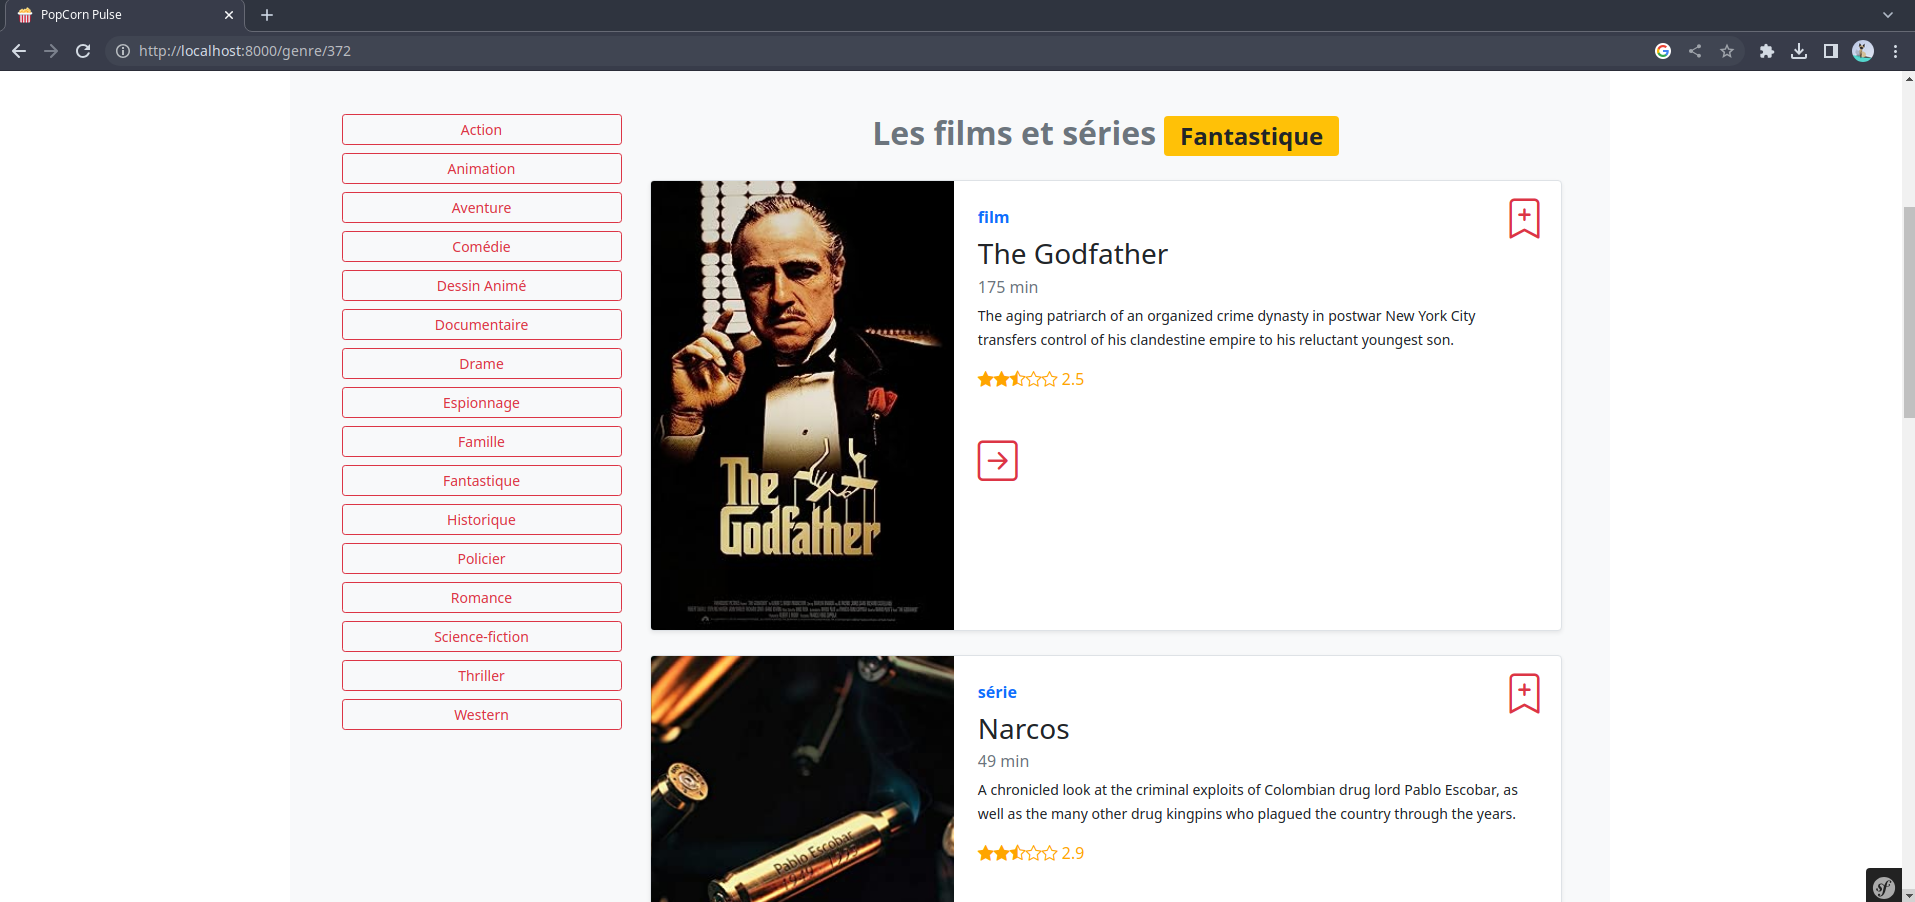 PopCorn Pulse
http://localhost:8000/genre/372
Action
Animation
Aventure
Comédie
Dessin Animé
Documentaire
Drame
Espionnage
Famille
Fantastique
Historique
Policier
Romance
Science-fiction
Thriller
Western
Les films et séries Fantastique
The
Godfather
film
The Godfather
175 min
The aging patriarch of an organized crime dynasty in postwar New York City
transfers control of his clandestine empire to his reluctant youngest son.
2.5
Pablo Escobar
1949 1993
série
Narcos
49 min
A chronicled look at the criminal exploits of Colombian drug lord Pablo Escobar, as
well as the many other drug kingpins who plagued the country through the years.
2.9
sf